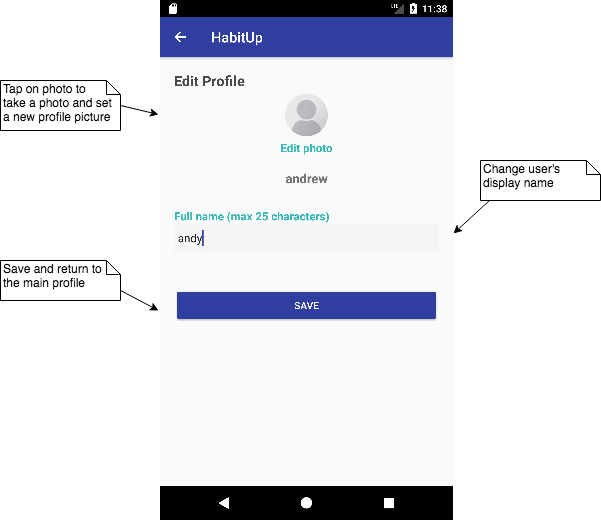 LTE 11:38
HabitUp
Edit Profile
Tap on photo to
take a photo and set
a new profile picture
Edit photo
andrew
Change user's
display name
Full name (max 25 characters)
andy
Save and return to
the main profile
SAVE